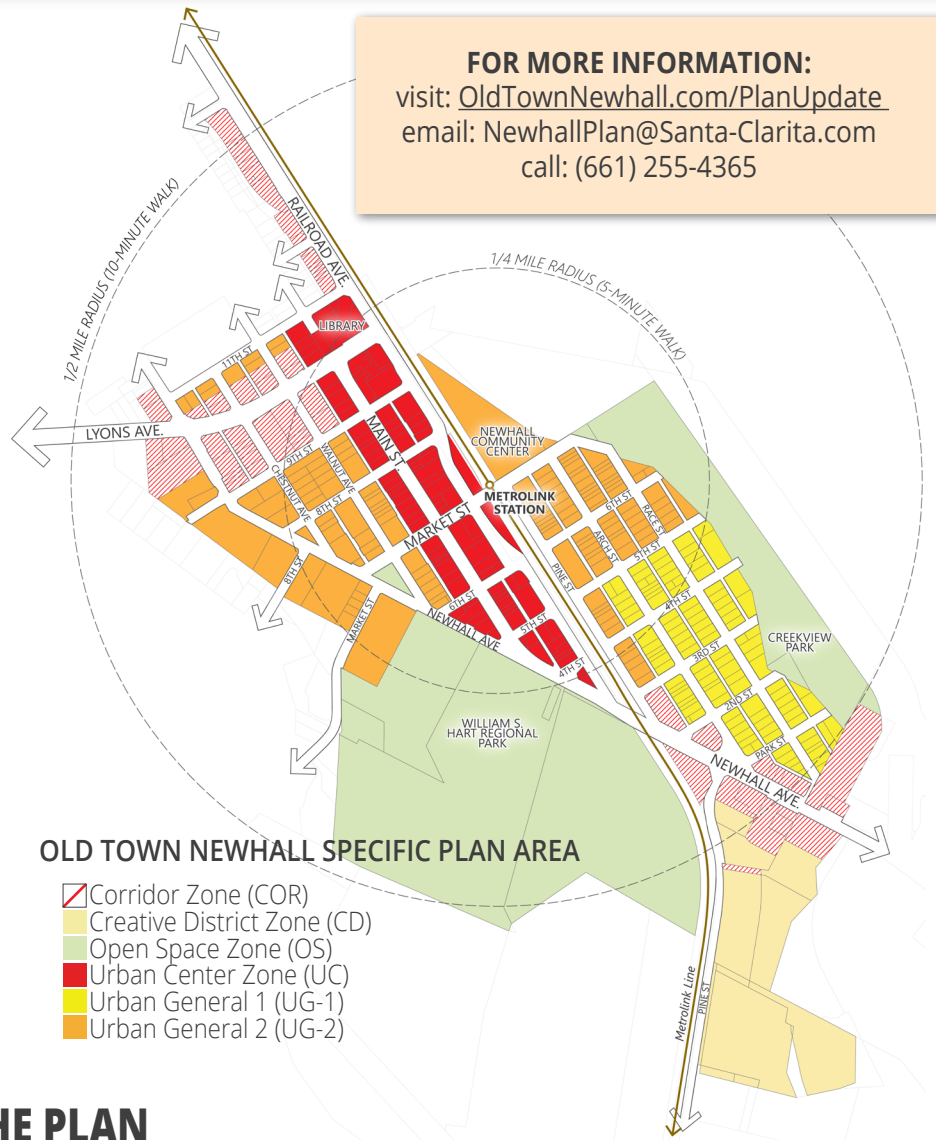 FOR MORE INFORMATION:
visit: OldTownNewhall.com/PlanUpdate
email: NewhallPlan@Santa-Clarita.com
call: (661) 255-4365
1/2 MILE RADIUS (10-MINUTE WALK)
RAILROAD AVE.
1/4 MILE RADIUS (5-MINUTE WALK)
LIBRARY
11TH ST
LYONS AVE.
MAIN ST.
NEWHALL
COMMUNITY
CENTER
9TH ST
WALNUT AVE
CHESTNUT AVE
8TH ST
METROLINK
STATION
MARKET ST
6TH ST
RACE ST
ARCH ST
5TH ST
PINE ST
8TH ST
4TH ST
MARKET ST
6TH ST
NEWHALL AVE
5TH ST
3RD ST
CREEKVIEW
PARK
4TH ST
2ND ST
WILLIAM S.
HART REGIONAL
PARK
PARK ST
NEWHALL AVE.
OLD TOWN NEWHALL SPECIFIC PLAN AREA
Corridor Zone (COR)
Creative District Zone (CD)
Open Space Zone (OS)
Urban Center Zone (UC)
Urban General 1 (UG-1)
Urban General 2 (UG-2)
Metrolink Line
PINE ST
HE PLAN